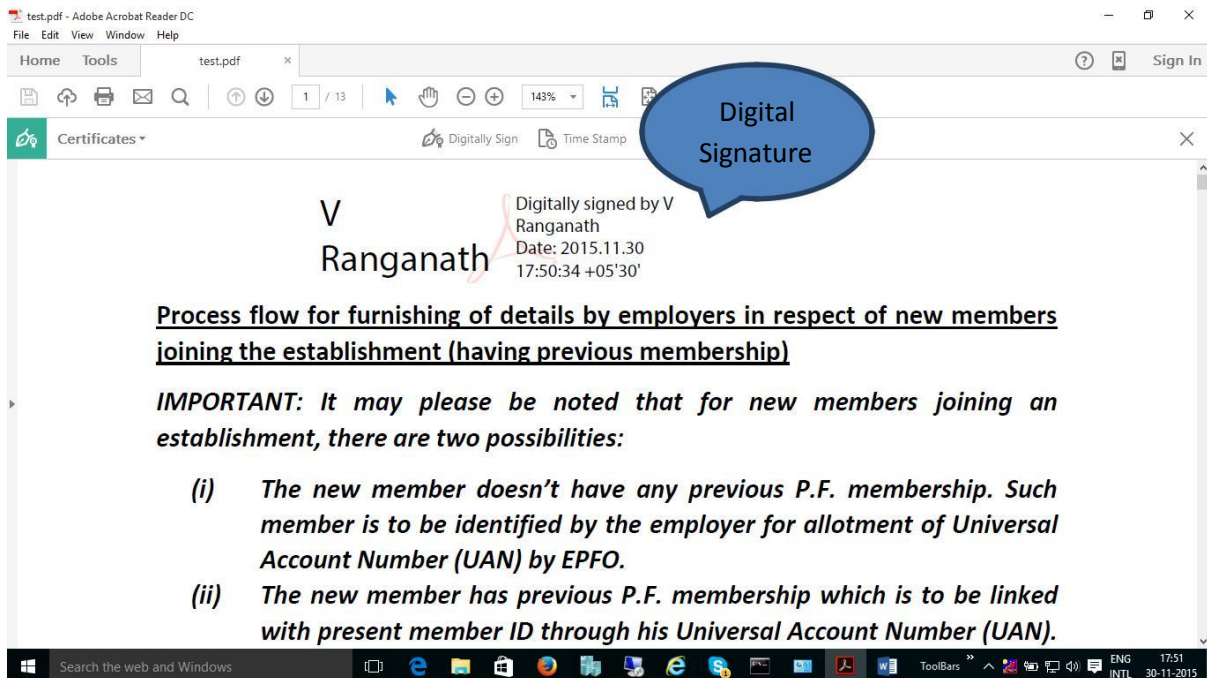 test.pdf - Adobe Acrobat Reader DC
File Edit View Window Help
Home Tools test.pdf × ? Sign In
1 / 13 143%
Certificates Digitally Sign Time Stamp
Digital
Signature
V
Ranganath
Digitally signed by V
Ranganath
Date: 2015.11.30
17:50:34 +05'30'
Process flow for furnishing of details by employers in respect of new members
joining the establishment (having previous membership)
IMPORTANT: It may please be noted that for new members joining an
establishment, there are two possibilities:
(i) The new member doesn’t have any previous P.F. membership. Such
member is to be identified by the employer for allotment of Universal
Account Number (UAN) by EPFO.
(ii) The new member has previous P.F. membership which is to be linked
with present member ID through his Universal Account Number (UAN).
Search the web and Windows ToolBars » ENG 17:51
INTL 30-11-2015